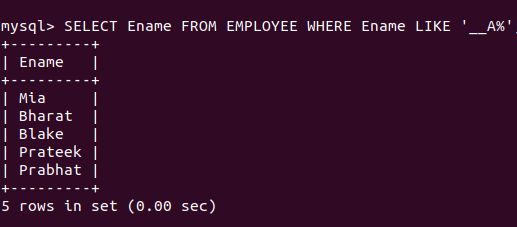 mysql> SELECT Ename FROM EMPLOYEE WHERE Ename LIKE '__A%';
+---------+
| Ename   |
+---------+
| Mia     |
| Bharat  |
| Blake   |
| Prateek |
| Prabhat |
+---------+
5 rows in set (0.00 sec)